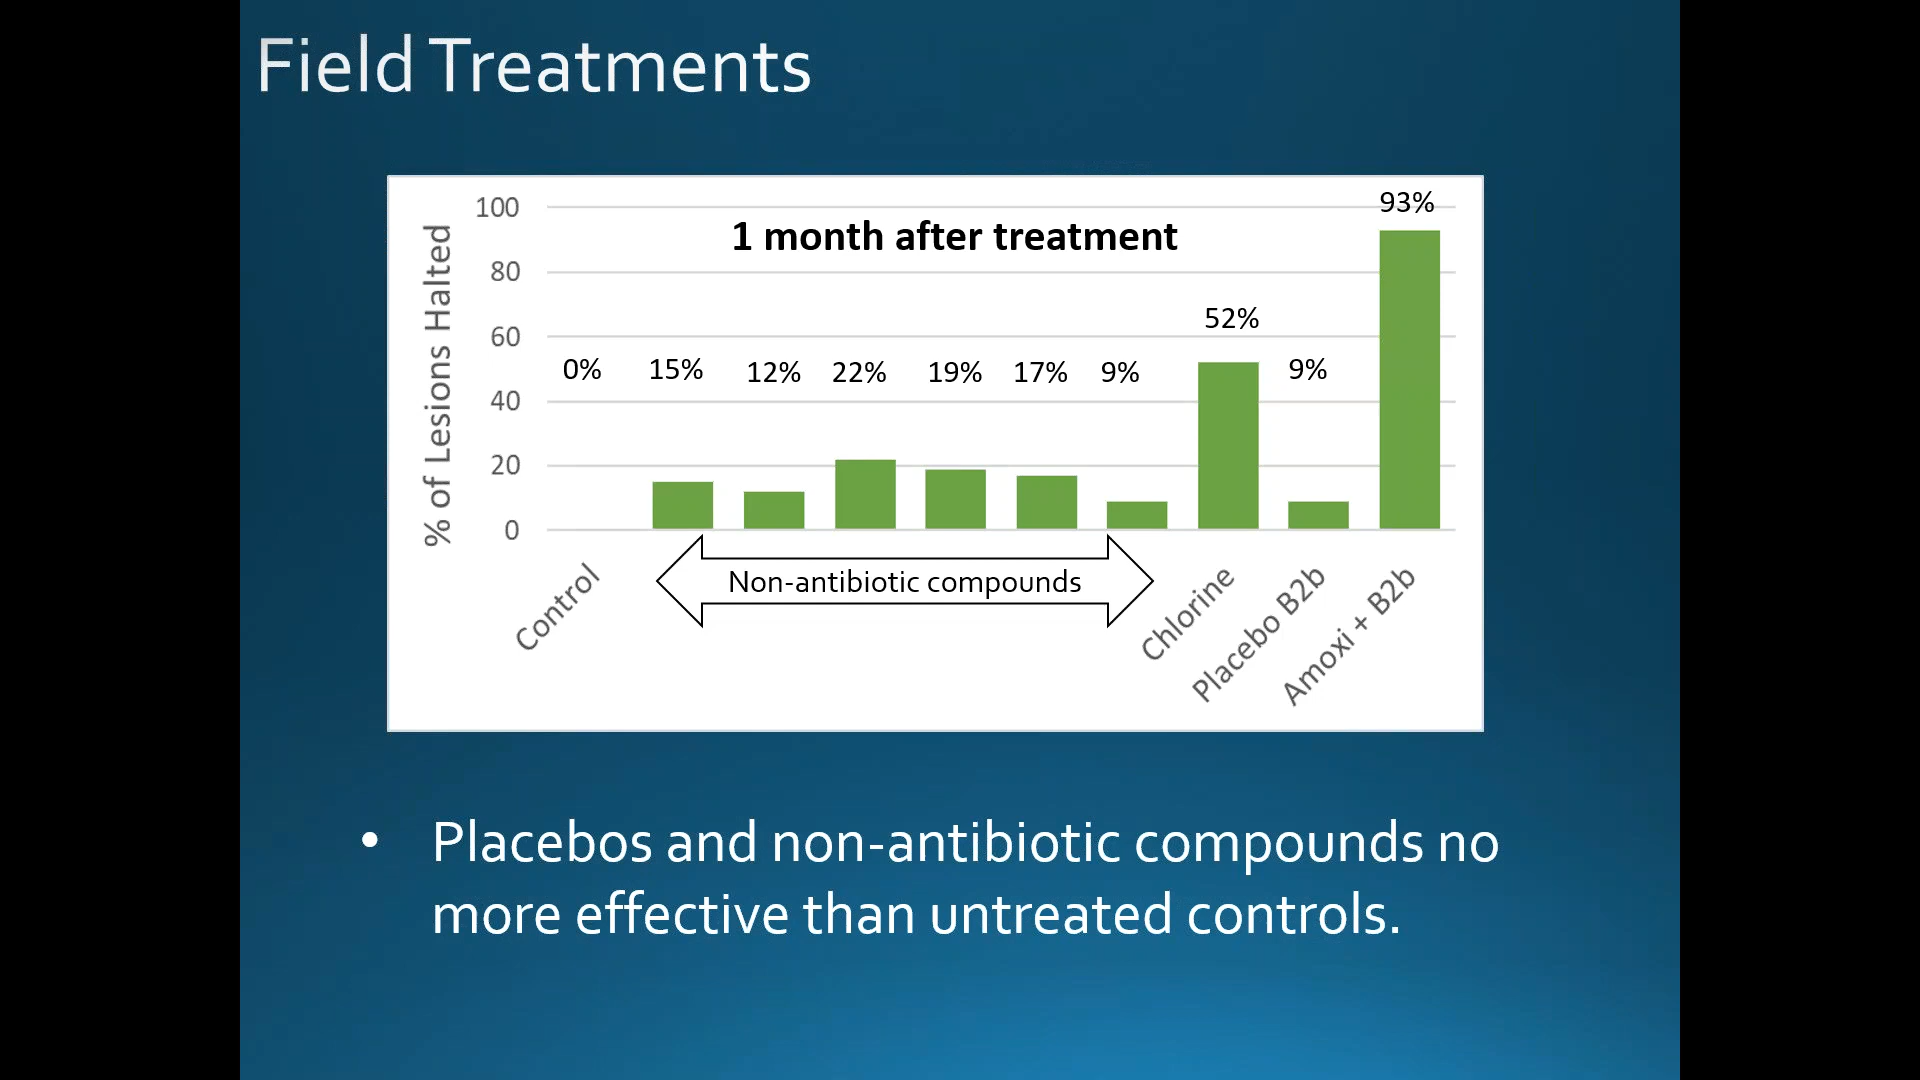 Field Treatments
1 month after treatment
% of Lesions Halted
100
80
60
40
20
0
0%
15%
12%
22%
19%
17%
9%
52%
9%
93%
Control
Non-antibiotic compounds
Chlorine
Placebo B2b
Amoxi + B2b
• Placebos and non-antibiotic compounds no
more effective than untreated controls.